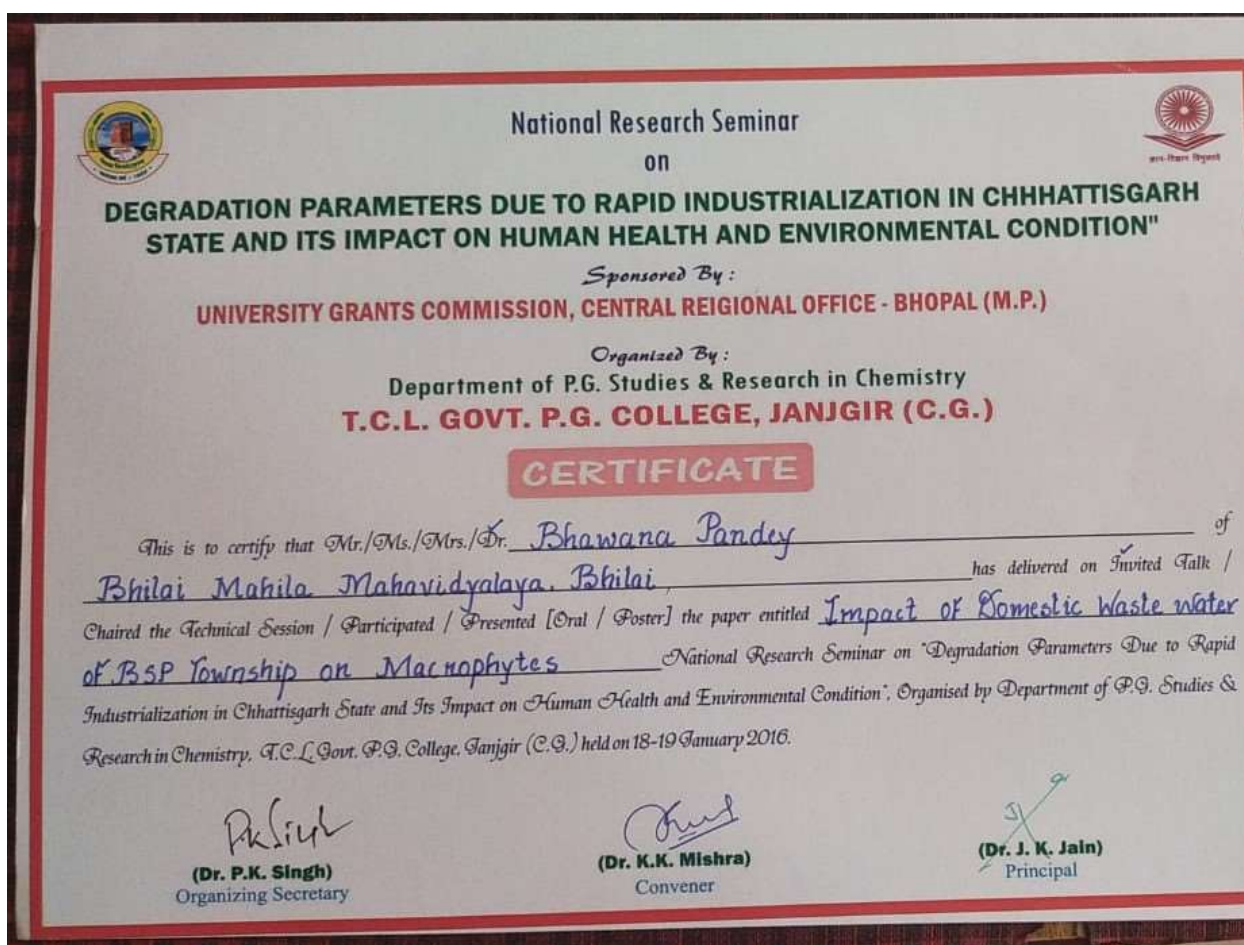 National Research Seminar
on
DEGRADATION PARAMETERS DUE TO RAPID INDUSTRIALIZATION IN CHHHATTISGARH
STATE AND ITS IMPACT ON HUMAN HEALTH AND ENVIRONMENTAL CONDITION"
Sponsored By :
UNIVERSITY GRANTS COMMISSION, CENTRAL REIGIONAL OFFICE - BHOPAL (M.P.)
Organized By :
Department of P.G. Studies & Research in Chemistry
T.C.L. GOVT. P.G. COLLEGE, JANJGIR (C.G.)
CERTIFICATE
This is to certify that Mr./Ms./Mrs./Dr. Bhawana Pandey of
Bhilai Mahila Mahavidyalaya, Bhilai, has delivered on Invited Talk /
Chaired the Technical Session / Participated / Presented [Oral / Poster] the paper entitled Impact of Domestic Waste water
of BSP Township on Macrophytes National Research Seminar on "Degradation Parameters Due to Rapid
Industrialization in Chhattisgarh State and Its Impact on Human Health and Environmental Condition", Organised by Department of P.G. Studies &
Research in Chemistry, T.C.L. Govt. P.G. College, Janjgir (C.G.) held on 18-19 January 2016.
PkSingh
(Dr. P.K. Singh)
Organizing Secretary
(Dr. K.K. Mishra)
Convener
(Dr. J. K. Jain)
Principal
ज्ञान-विज्ञान विमुक्तये